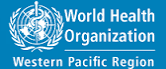 World Health
Organization
Western Pacific Region